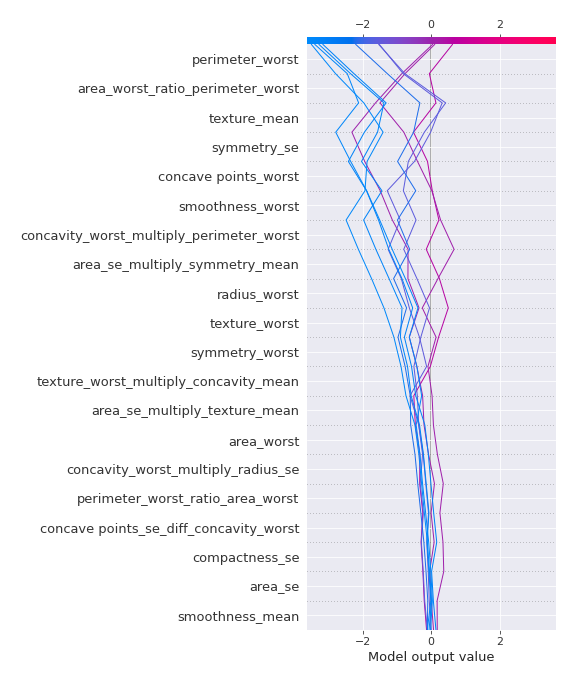 −2 0 2
perimeter_worst
area_worst_ratio_perimeter_worst
texture_mean
symmetry_se
concave points_worst
smoothness_worst
concavity_worst_multiply_perimeter_worst
area_se_multiply_symmetry_mean
radius_worst
texture_worst
symmetry_worst
texture_worst_multiply_concavity_mean
area_se_multiply_texture_mean
area_worst
concavity_worst_multiply_radius_se
perimeter_worst_ratio_area_worst
concave points_se_diff_concavity_worst
compactness_se
area_se
smoothness_mean
−2 0 2
Model output value